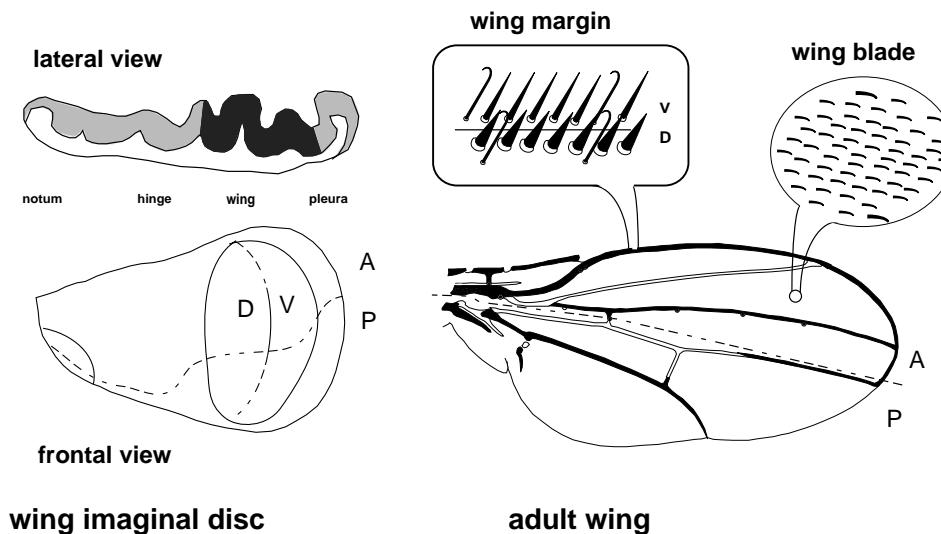 wing margin
lateral view
wing blade
V
D
notum hinge wing pleura
A
D V
P
A
P
frontal view
wing imaginal disc adult wing